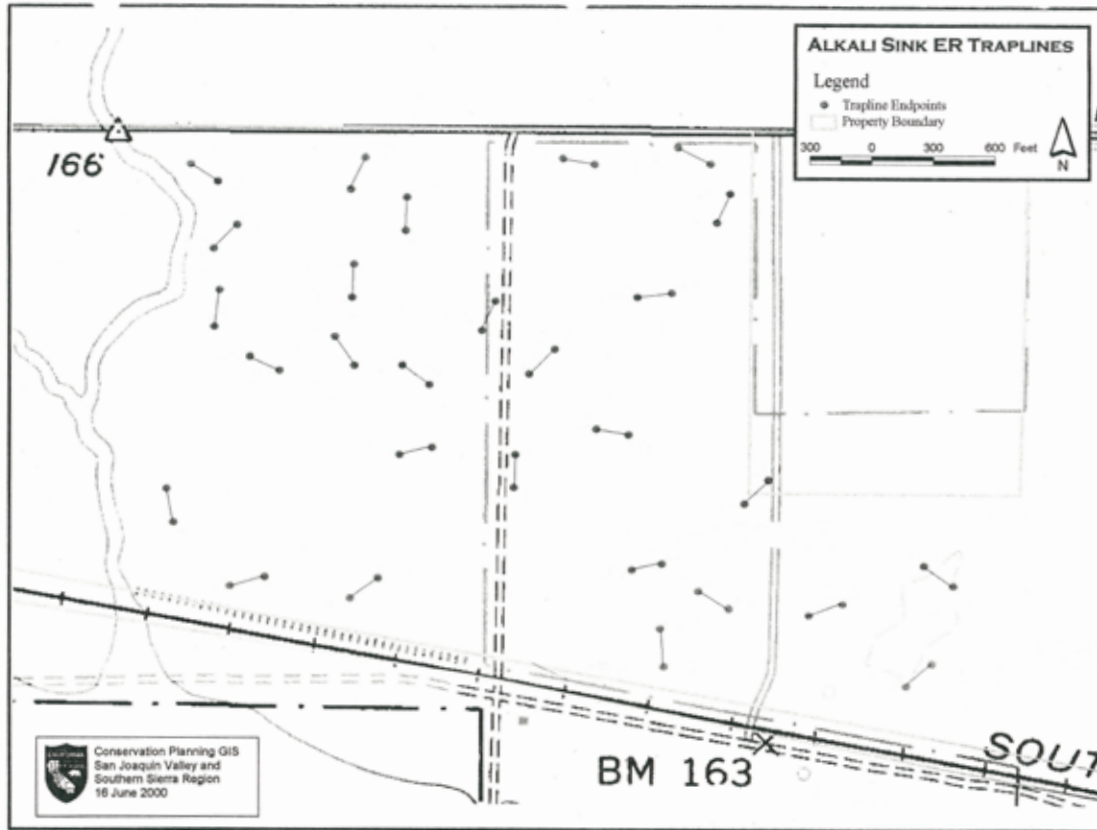 ALKALI SINK ER TRAPLINES
Legend
Trapline Endpoints
Property Boundary
300 0 300 600 Feet
N
166
SOUT
BM 163
Conservation Planning GIS
San Joaquin Valley and
Southern Sierra Region
16 June 2000